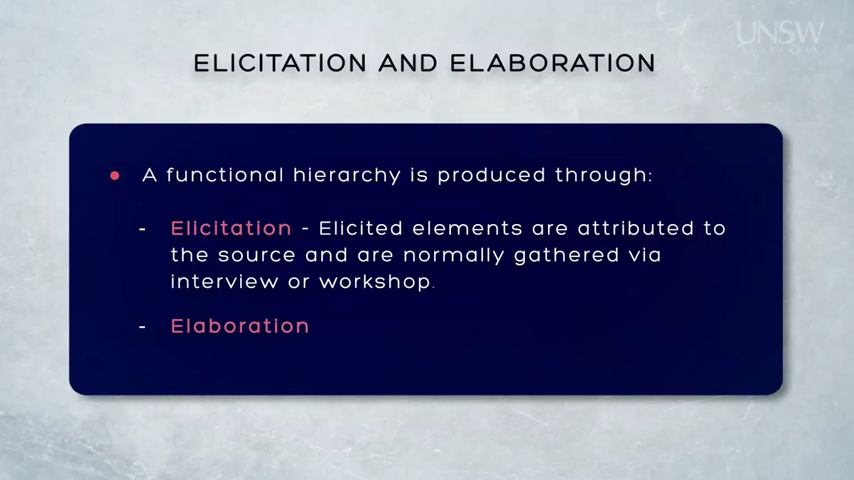 UNSW
AUSTRALIA
ELICITATION AND ELABORATION
• A functional hierarchy is produced through:
- Elicitation - Elicited elements are attributed to
the source and are normally gathered via
interview or workshop.
- Elaboration